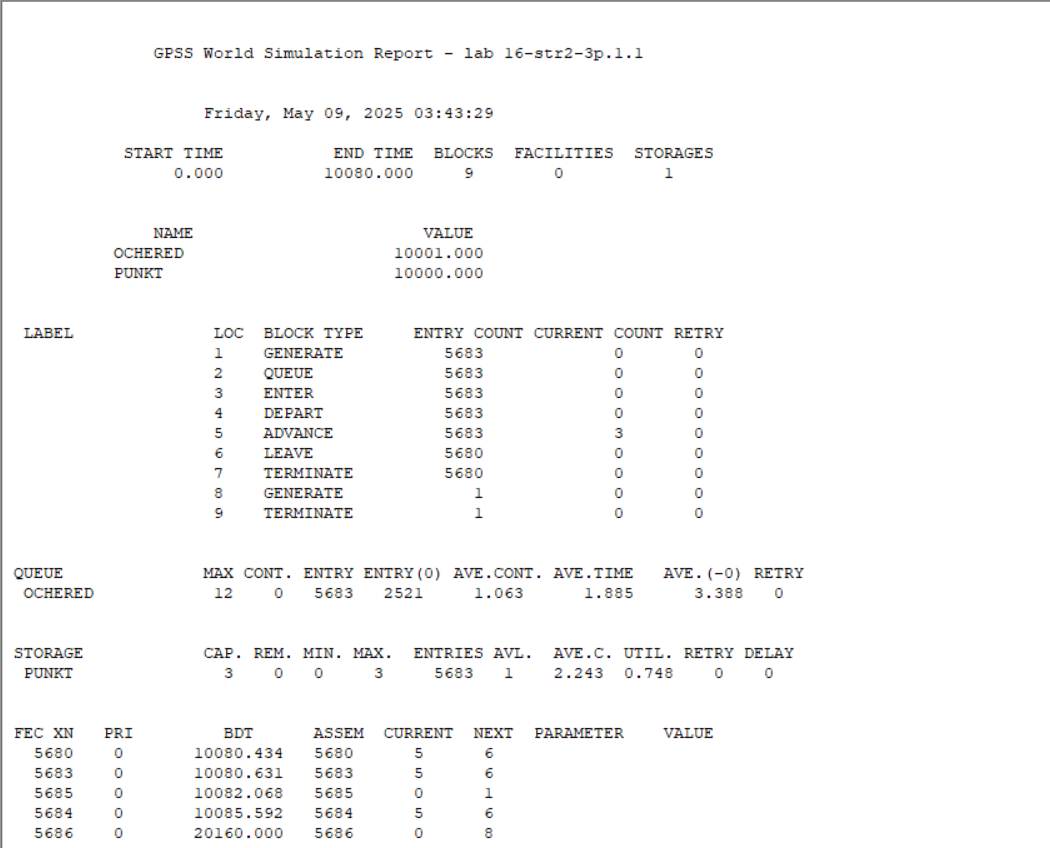 GPSS World Simulation Report - lab 16-str2-3p.1.1
Friday, May 09, 2025 03:43:29
START TIME END TIME BLOCKS FACILITIES STORAGES
0.000 10080.000 9 0 1
NAME VALUE
OCHERED 10001.000
PUNKT 10000.000
LABEL LOC BLOCK TYPE ENTRY COUNT CURRENT COUNT RETRY
1 GENERATE 5683 0 0
2 QUEUE 5683 0 0
3 ENTER 5683 0 0
4 DEPART 5683 0 0
5 ADVANCE 5683 3 0
6 LEAVE 5680 0 0
7 TERMINATE 5680 0 0
8 GENERATE 1 0 0
9 TERMINATE 1 0 0
QUEUE MAX CONT. ENTRY ENTRY(0) AVE.CONT. AVE.TIME AVE.(-0) RETRY
OCHERED 12 0 5683 2521 1.063 1.885 3.388 0
STORAGE CAP. REM. MIN. MAX. ENTRIES AVL. AVE.C. UTIL. RETRY DELAY
PUNKT 3 0 0 3 5683 1 2.243 0.748 0 0
FEC XN PRI BDT ASSEM CURRENT NEXT PARAMETER VALUE
5680 0 10080.434 5680 5 6
5683 0 10080.631 5683 5 6
5685 0 10082.068 5685 0 1
5684 0 10085.592 5684 5 6
5686 0 20160.000 5686 0 8